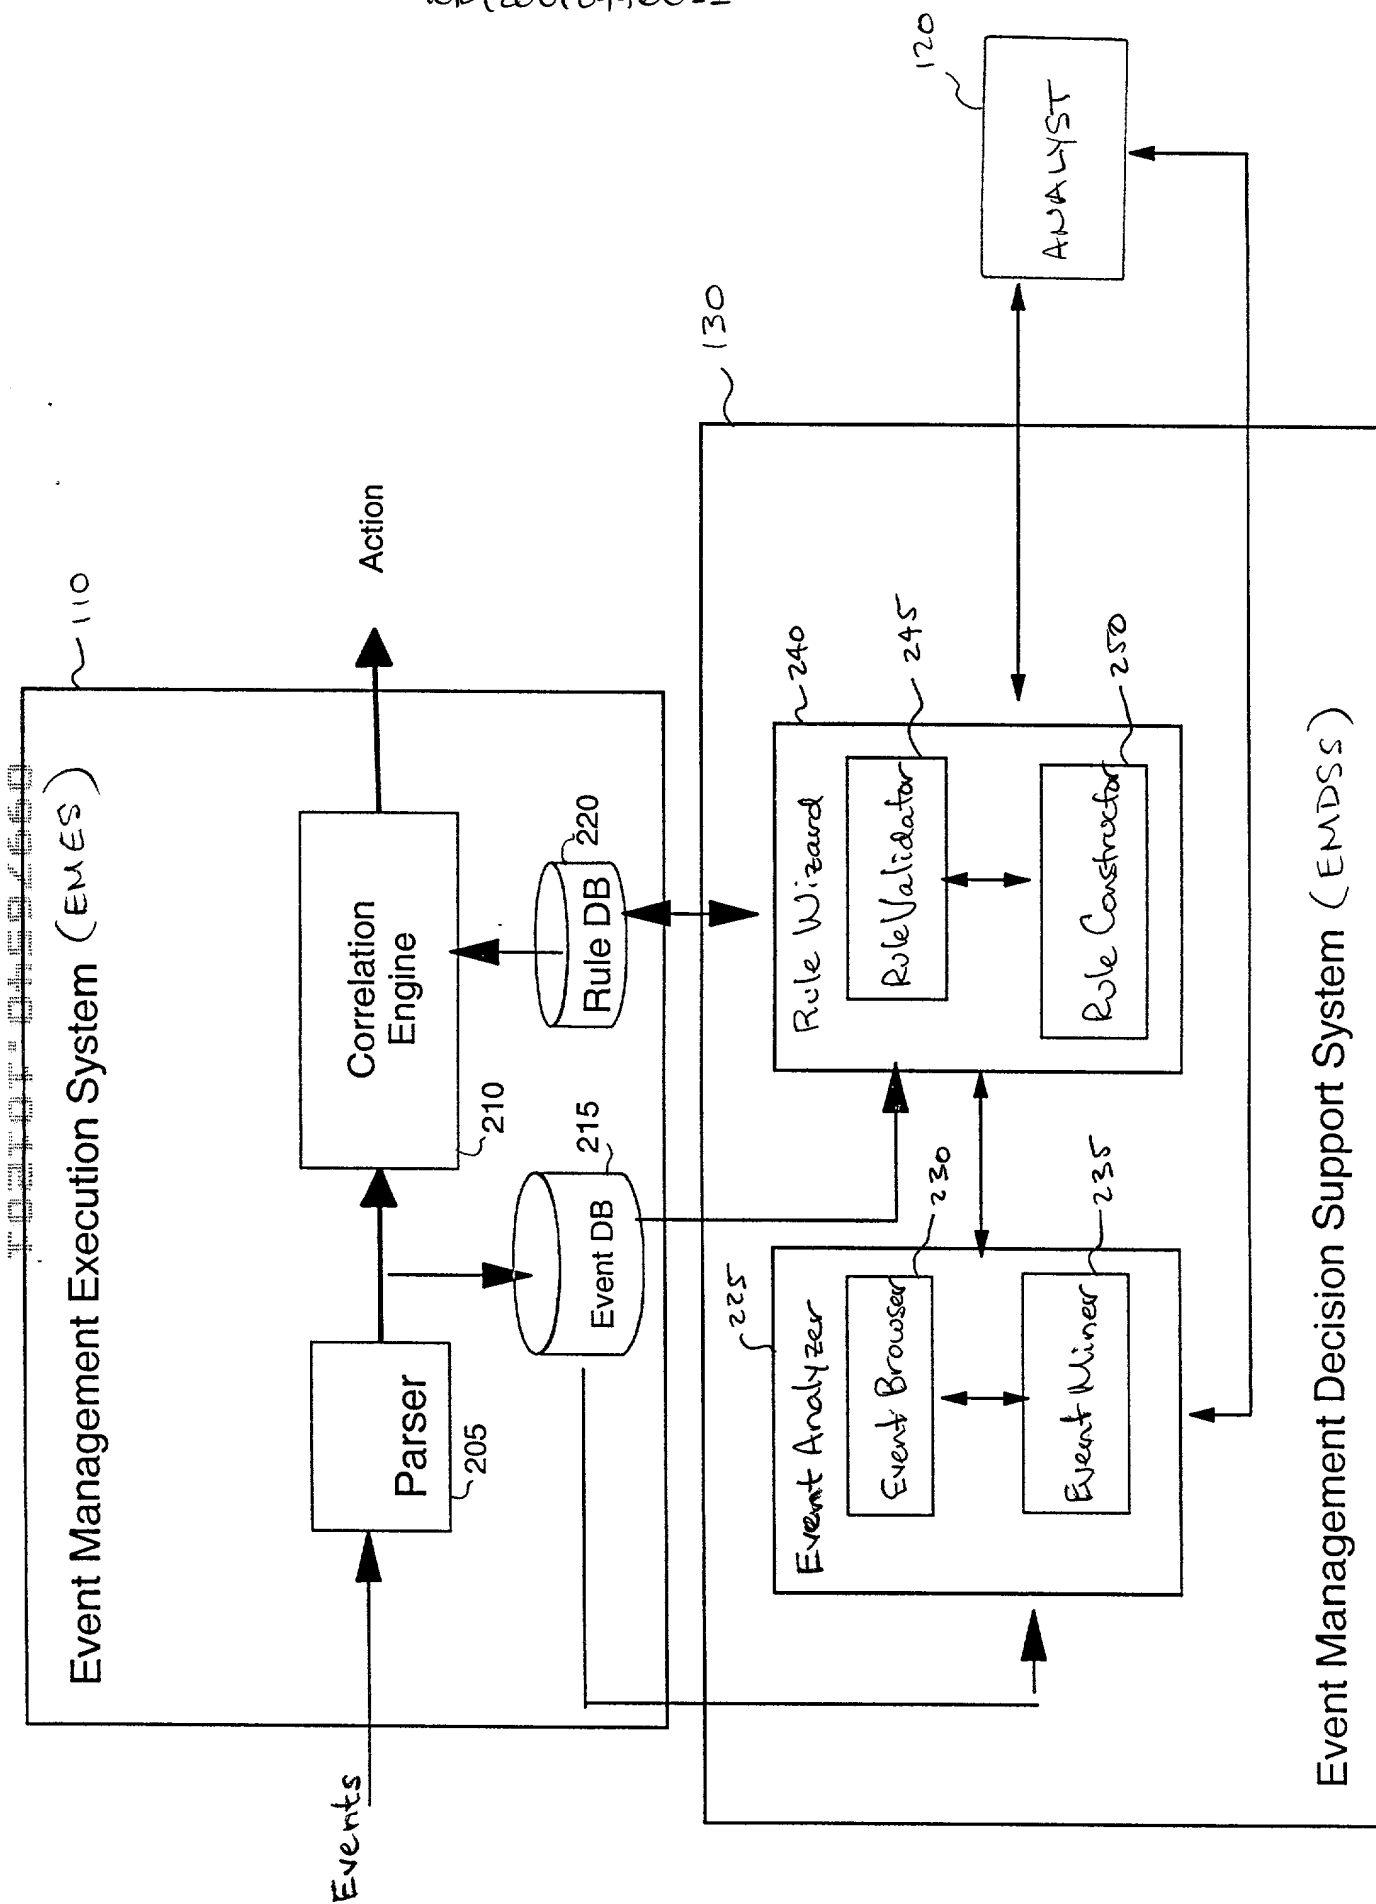 110
Event Management Execution System (EMES)
Events
Parser
205
Correlation
Engine
210
Action
Event DB
215
Rule DB
220
130
120
ANALYST
Event Analyzer
225
Event Browser
230
Event Miner
235
Rule Wizard
240
Rule Validator
245
Rule Constructor
250
Event Management Decision Support System (EMDSS)